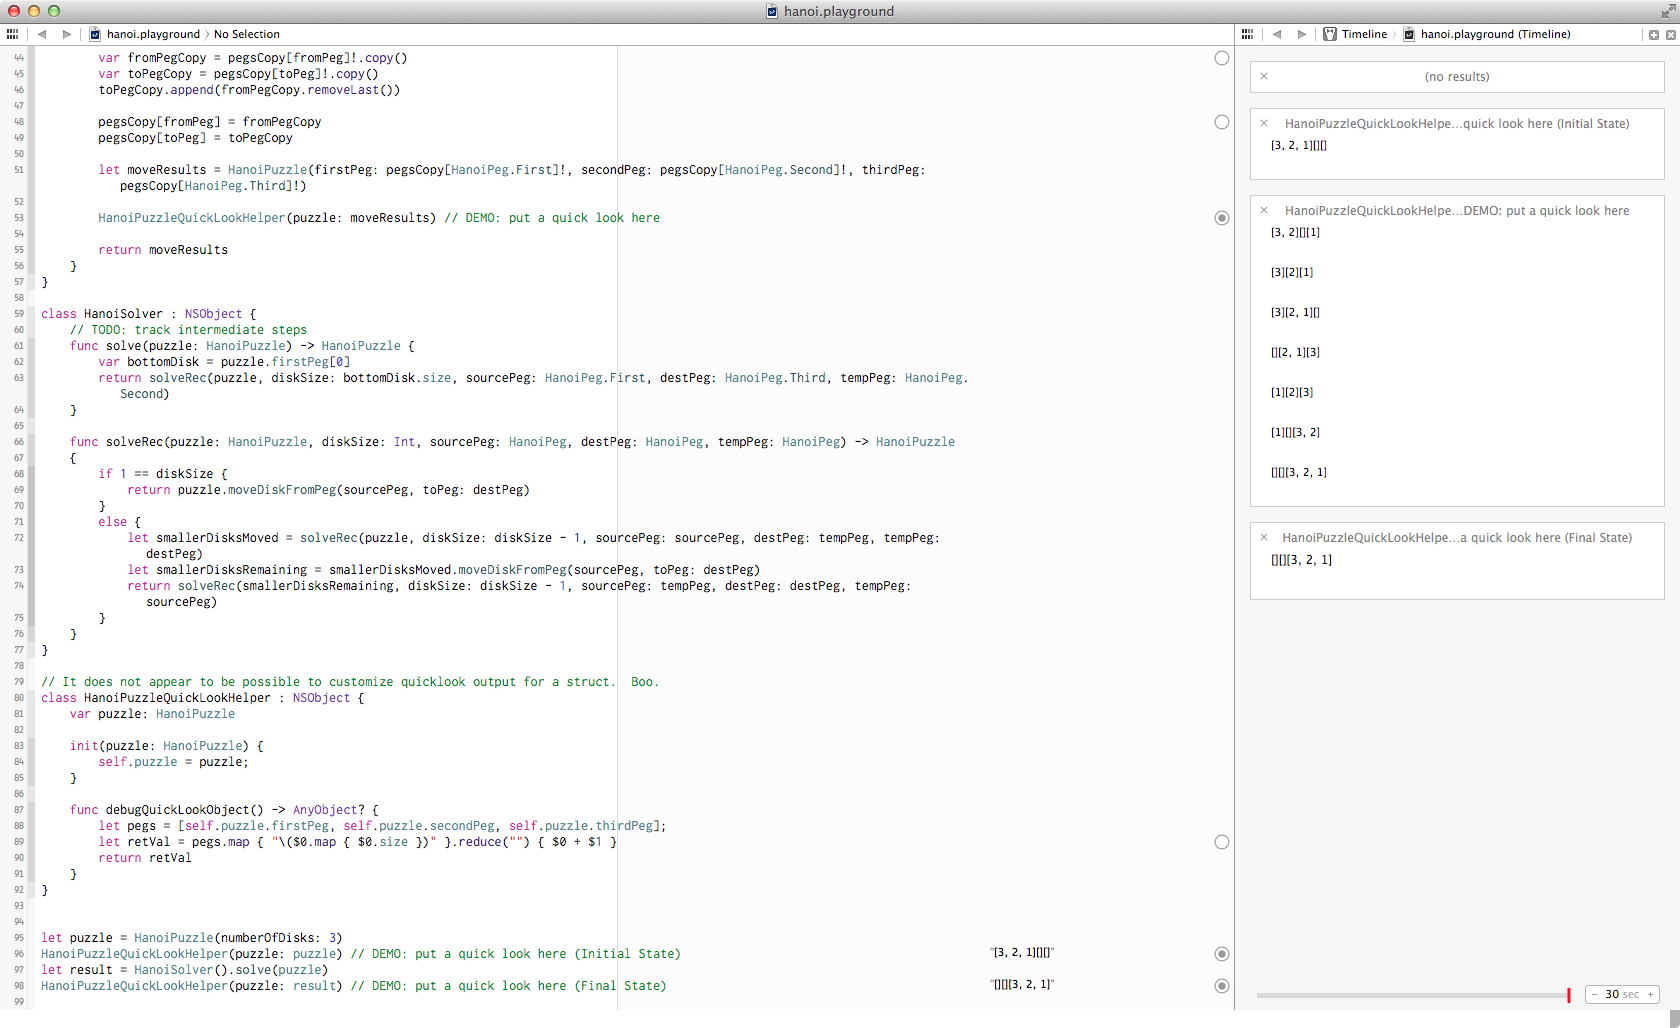 hanoi.playground
hanoi.playground 〉 No Selection
44 var fromPegCopy = pegsCopy[fromPeg]!.copy()
45 var toPegCopy = pegsCopy[toPeg]!.copy()
46 toPegCopy.append(fromPegCopy.removeLast())
47
48 pegsCopy[fromPeg] = fromPegCopy
49 pegsCopy[toPeg] = toPegCopy
50
51 let moveResults = HanoiPuzzle(firstPeg: pegsCopy[HanoiPeg.First]!, secondPeg: pegsCopy[HanoiPeg.Second]!, thirdPeg:
pegsCopy[HanoiPeg.Third]!)
52
53 HanoiPuzzleQuickLookHelper(puzzle: moveResults) // DEMO: put a quick look here
54
55 return moveResults
56 }
57 }
58
59 class HanoiSolver : NSObject {
60 // TODO: track intermediate steps
61 func solve(puzzle: HanoiPuzzle) -> HanoiPuzzle {
62 var bottomDisk = puzzle.firstPeg[0]
63 return solveRec(puzzle, diskSize: bottomDisk.size, sourcePeg: HanoiPeg.First, destPeg: HanoiPeg.Third, tempPeg: HanoiPeg.
Second)
64 }
65
66 func solveRec(puzzle: HanoiPuzzle, diskSize: Int, sourcePeg: HanoiPeg, destPeg: HanoiPeg, tempPeg: HanoiPeg) -> HanoiPuzzle
67 {
68 if 1 == diskSize {
69 return puzzle.moveDiskFromPeg(sourcePeg, toPeg: destPeg)
70 }
71 else {
72 let smallerDisksMoved = solveRec(puzzle, diskSize: diskSize - 1, sourcePeg: sourcePeg, destPeg: tempPeg, tempPeg:
destPeg)
73 let smallerDisksRemaining = smallerDisksMoved.moveDiskFromPeg(sourcePeg, toPeg: destPeg)
74 return solveRec(smallerDisksRemaining, diskSize: diskSize - 1, sourcePeg: tempPeg, destPeg: destPeg, tempPeg:
sourcePeg)
75 }
76 }
77 }
78
79 // It does not appear to be possible to customize quicklook output for a struct.  Boo.
80 class HanoiPuzzleQuickLookHelper : NSObject {
81 var puzzle: HanoiPuzzle
82
83 init(puzzle: HanoiPuzzle) {
84 self.puzzle = puzzle;
85 }
86
87 func debugQuickLookObject() -> AnyObject? {
88 let pegs = [self.puzzle.firstPeg, self.puzzle.secondPeg, self.puzzle.thirdPeg];
89 let retVal = pegs.map { "\($0.map { $0.size })" }.reduce("") { $0 + $1 }
90 return retVal
91 }
92 }
93
94
95 let puzzle = HanoiPuzzle(numberOfDisks: 3)
96 HanoiPuzzleQuickLookHelper(puzzle: puzzle) // DEMO: put a quick look here (Initial State) "[3, 2, 1][][]"
97 let result = HanoiSolver().solve(puzzle)
98 HanoiPuzzleQuickLookHelper(puzzle: result) // DEMO: put a quick look here (Final State) "[][][3, 2, 1]"
99
Timeline 〉 hanoi.playground (Timeline)
(no results)
HanoiPuzzleQuickLookHelpe...quick look here (Initial State)
[3, 2, 1][][]
HanoiPuzzleQuickLookHelpe...DEMO: put a quick look here
[3, 2][][1]
[3][2][1]
[3][2, 1][]
[][2, 1][3]
[1][2][3]
[1][][3, 2]
[][][3, 2, 1]
HanoiPuzzleQuickLookHelpe...a quick look here (Final State)
[][][3, 2, 1]
− 30 sec +